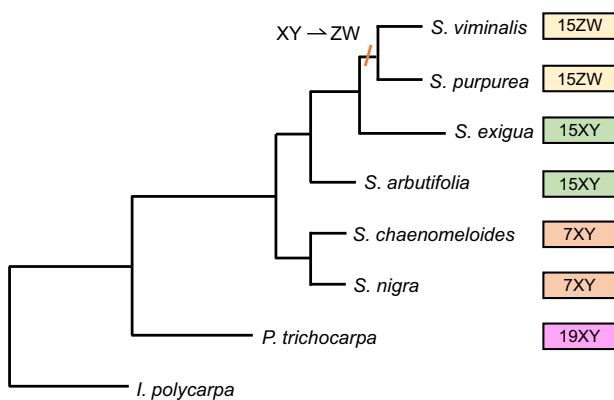 XY ⇀ ZW
S. viminalis 15ZW
S. purpurea 15ZW
S. exigua 15XY
S. arbutifolia 15XY
S. chaenomeloides 7XY
S. nigra 7XY
P. trichocarpa 19XY
I. polycarpa